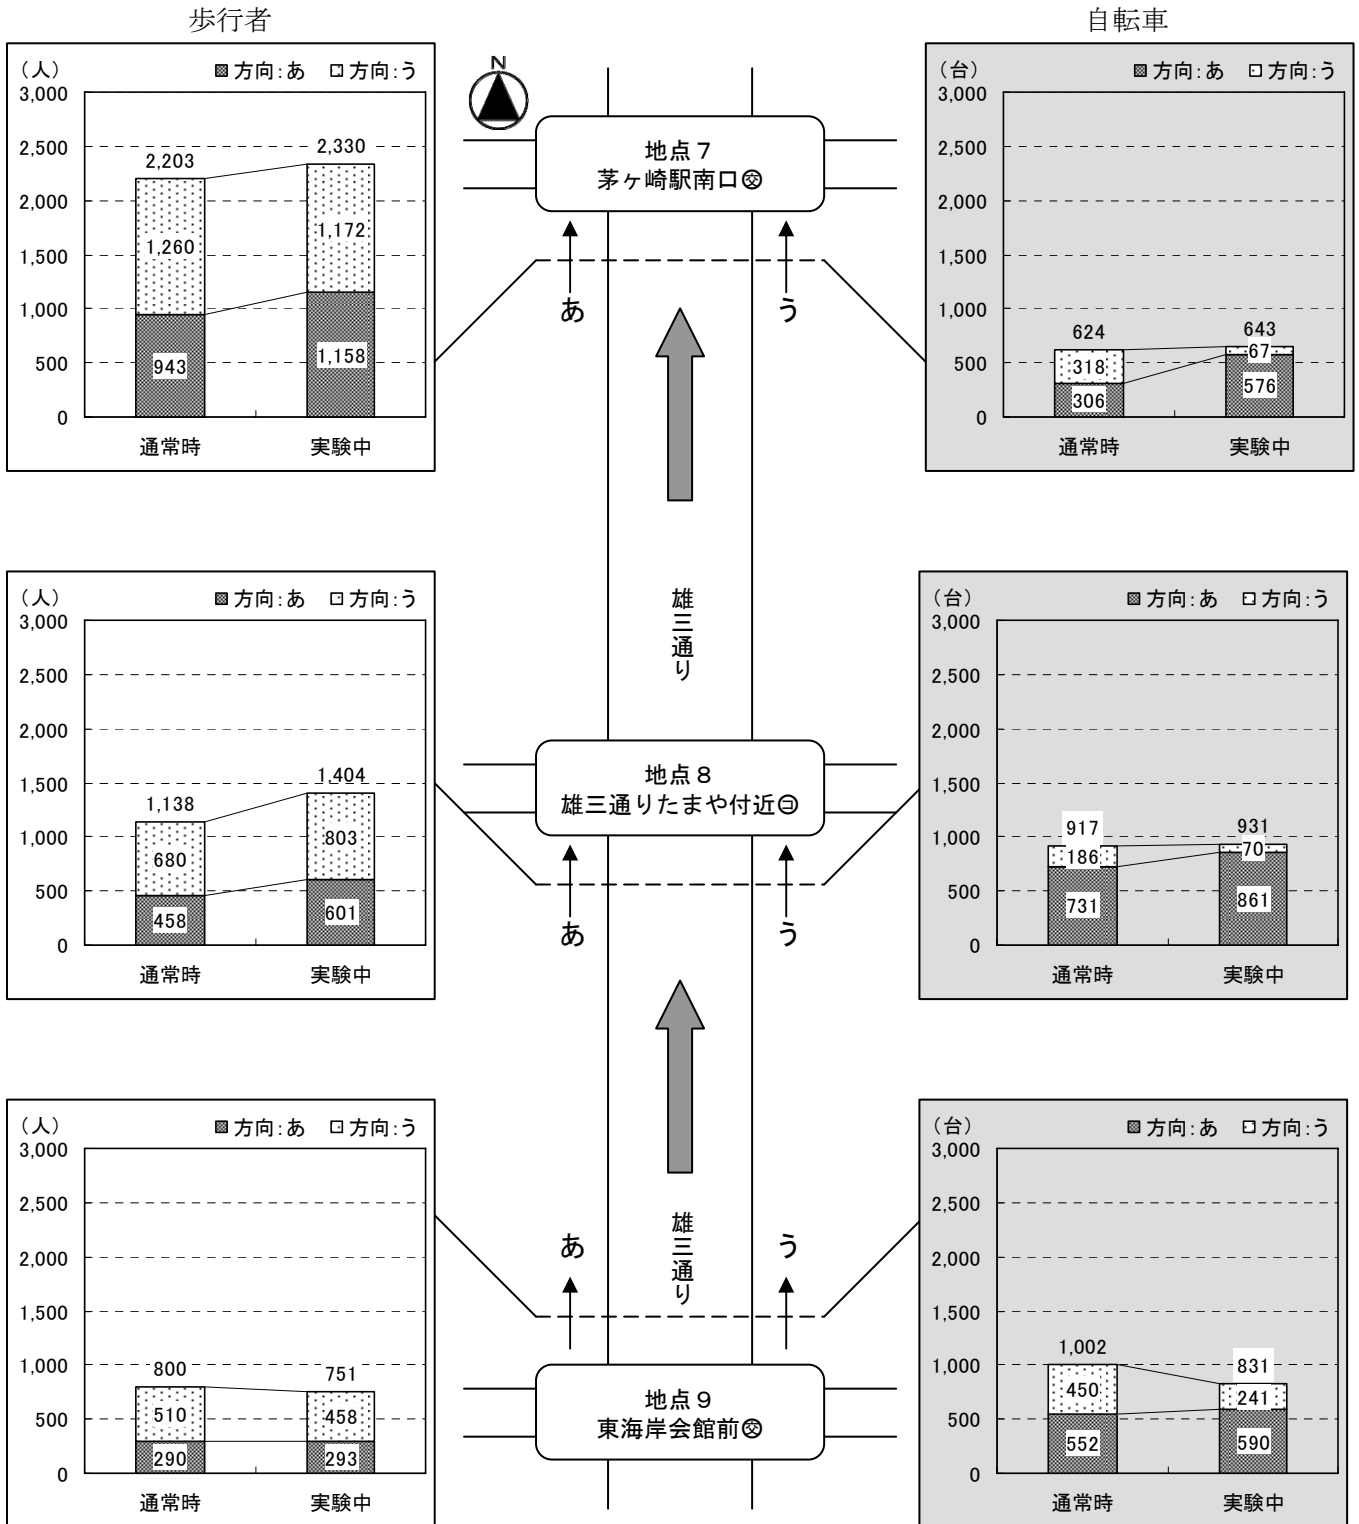 歩行者
自転車
(人)
■方向:あ □方向:う
3,000
2,500
2,000
1,500
1,000
500
0
2,203
1,260
943
2,330
1,172
1,158
通常時
実験中
N
地点7
茅ヶ崎駅南口㊋
あ
う
(台)
■方向:あ □方向:う
3,000
2,500
2,000
1,500
1,000
500
0
624
318
306
643
67
576
通常時
実験中
雄三通り
(人)
■方向:あ □方向:う
3,000
2,500
2,000
1,500
1,000
500
0
1,138
680
458
1,404
803
601
通常時
実験中
地点8
雄三通りたまや付近
あ
う
(台)
■方向:あ □方向:う
3,000
2,500
2,000
1,500
1,000
500
0
917
186
731
931
70
861
通常時
実験中
(人)
■方向:あ □方向:う
3,000
2,500
2,000
1,500
1,000
500
0
800
510
290
751
458
293
通常時
実験中
雄三通り
あ
う
地点9
東海岸会館前
(台)
■方向:あ □方向:う
3,000
2,500
2,000
1,500
1,000
500
0
1,002
450
552
831
241
590
通常時
実験中